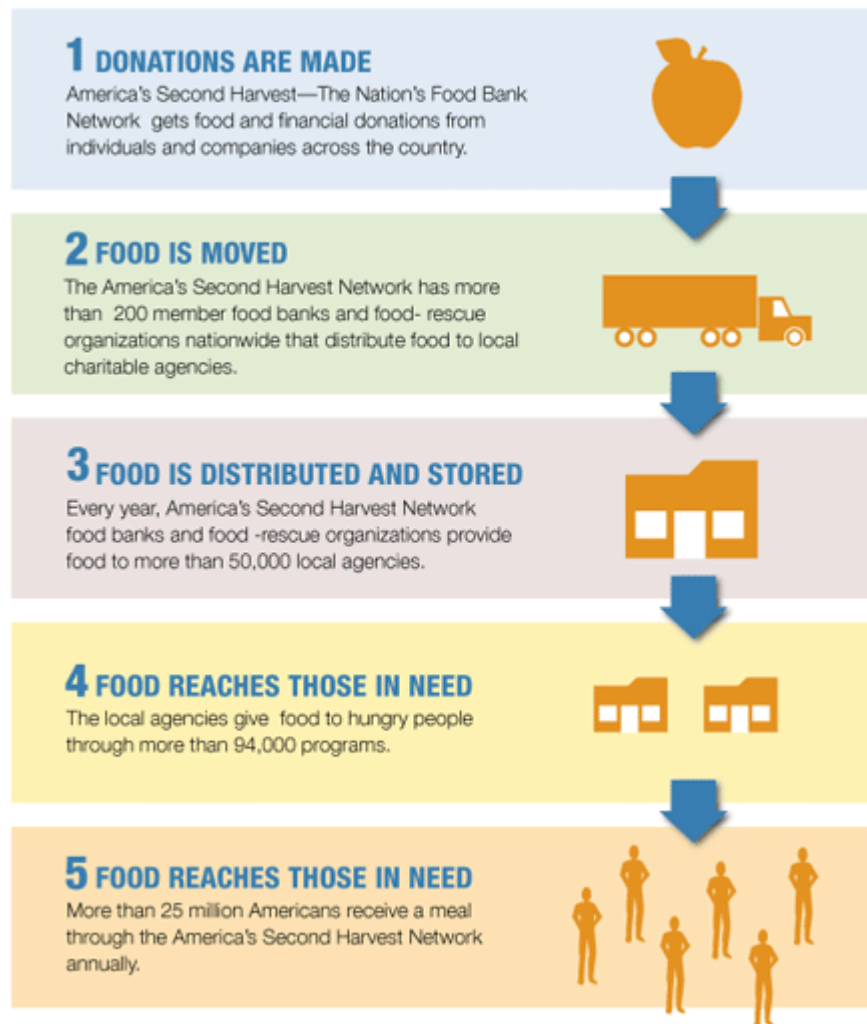 1 DONATIONS ARE MADE
America's Second Harvest—The Nation's Food Bank
Network gets food and financial donations from
individuals and companies across the country.
2 FOOD IS MOVED
The America's Second Harvest Network has more
than 200 member food banks and food- rescue
organizations nationwide that distribute food to local
charitable agencies.
3 FOOD IS DISTRIBUTED AND STORED
Every year, America's Second Harvest Network
food banks and food -rescue organizations provide
food to more than 50,000 local agencies.
4 FOOD REACHES THOSE IN NEED
The local agencies give food to hungry people
through more than 94,000 programs.
5 FOOD REACHES THOSE IN NEED
More than 25 million Americans receive a meal
through the America's Second Harvest Network
annually.